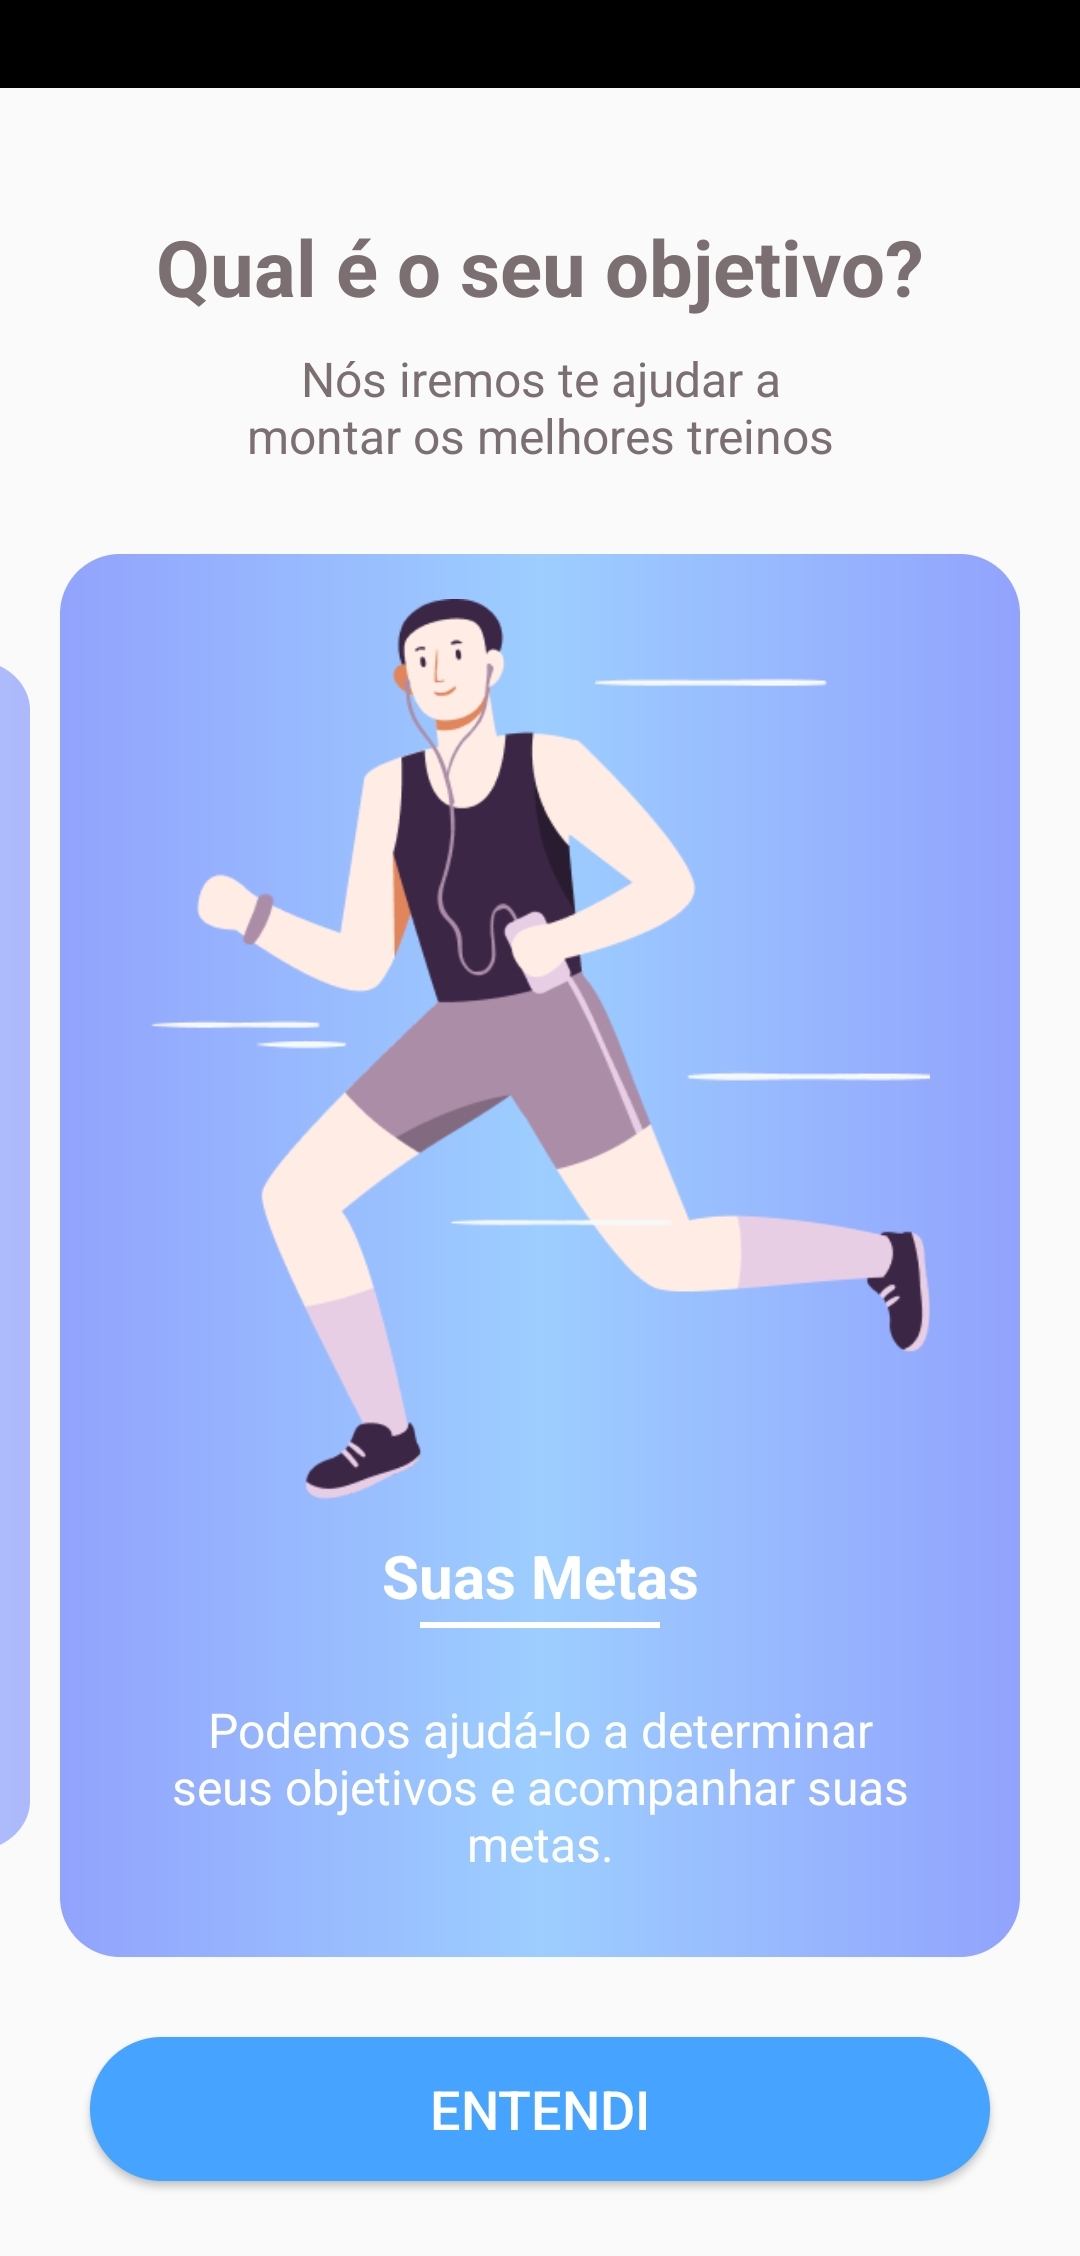 Qual é o seu objetivo?
Nós iremos te ajudar a
montar os melhores treinos
Suas Metas
Podemos ajudá-lo a determinar
seus objetivos e acompanhar suas
metas.
ENTENDI